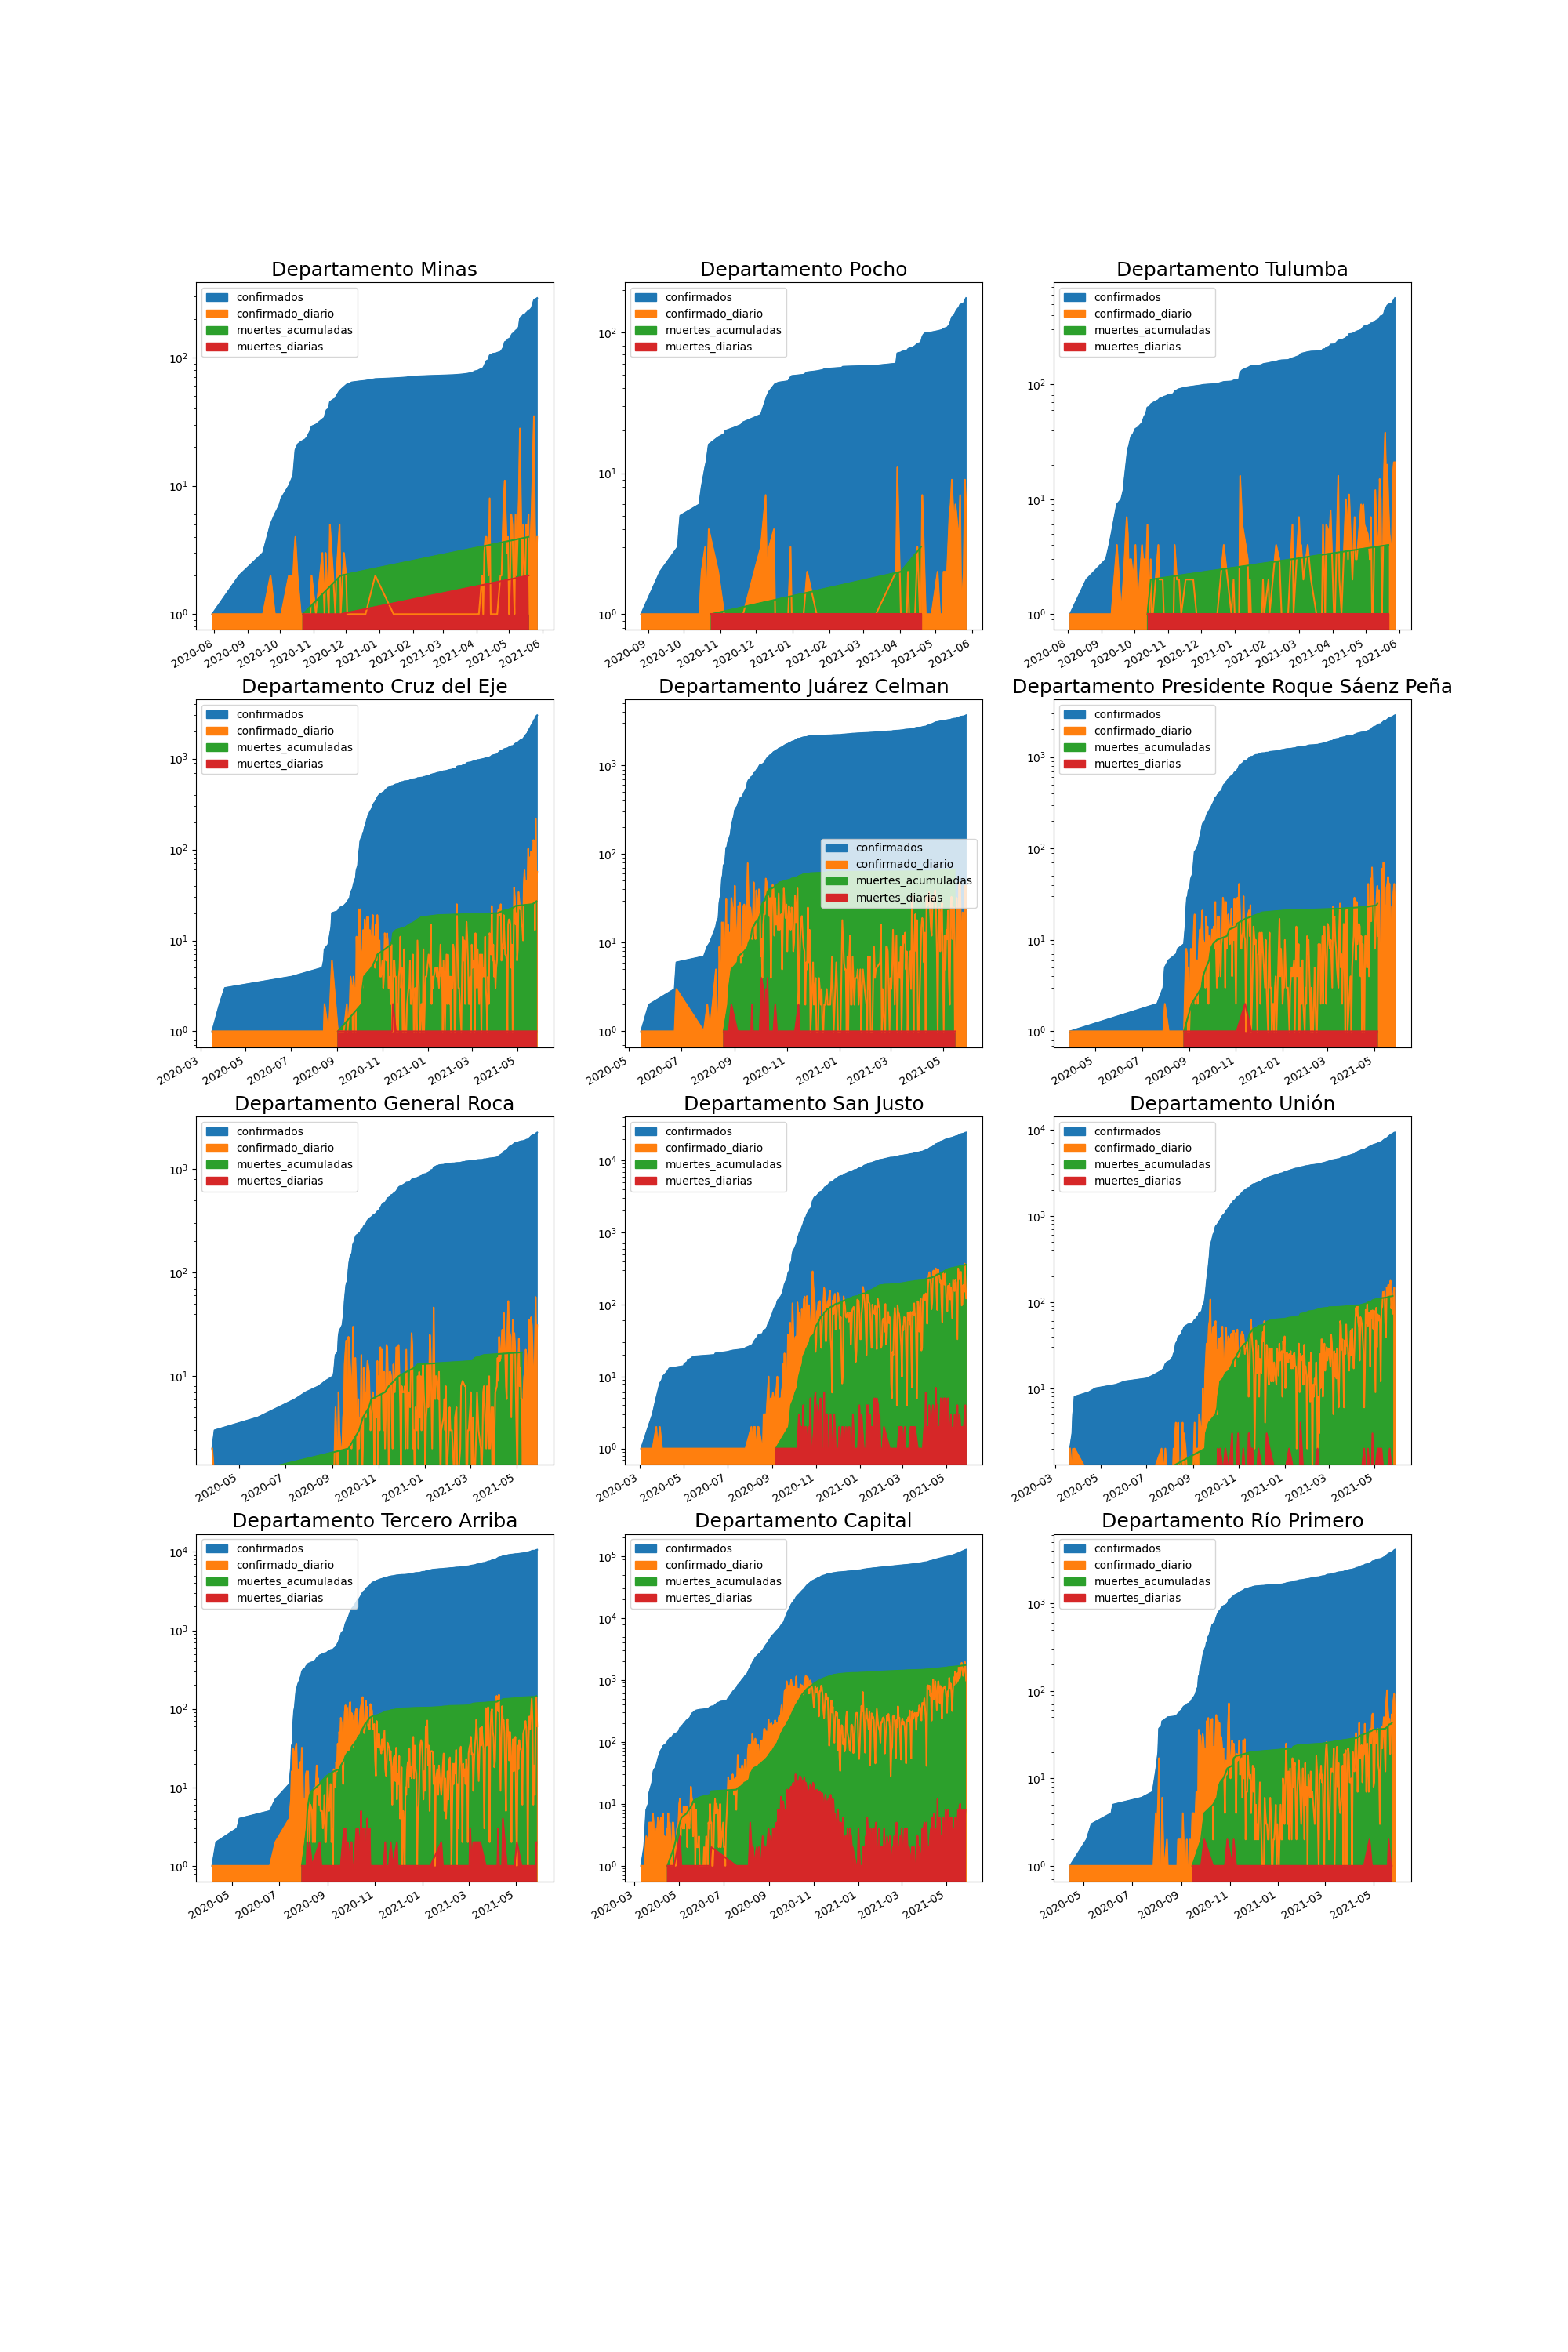 Departamento Minas
confirmados
confirmado_diario
muertes_acumuladas
muertes_diarias
10²
10¹
10⁰
2020-08 2020-09 2020-10 2020-11 2020-12 2021-01 2021-02 2021-03 2021-04 2021-05 2021-06
Departamento Pocho
confirmados
confirmado_diario
muertes_acumuladas
muertes_diarias
10²
10¹
10⁰
2020-09 2020-10 2020-11 2020-12 2021-01 2021-02 2021-03 2021-04 2021-05 2021-06
Departamento Tulumba
confirmados
confirmado_diario
muertes_acumuladas
muertes_diarias
10²
10¹
10⁰
2020-08 2020-09 2020-10 2020-11 2020-12 2021-01 2021-02 2021-03 2021-04 2021-05 2021-06
Departamento Cruz del Eje
confirmados
confirmado_diario
muertes_acumuladas
muertes_diarias
10³
10²
10¹
10⁰
2020-03 2020-05 2020-07 2020-09 2020-11 2021-01 2021-03 2021-05
Departamento Juárez Celman
confirmados
confirmado_diario
muertes_acumuladas
muertes_diarias
10³
10²
10¹
10⁰
2020-05 2020-07 2020-09 2020-11 2021-01 2021-03 2021-05
Departamento Presidente Roque Sáenz Peña
confirmados
confirmado_diario
muertes_acumuladas
muertes_diarias
10³
10²
10¹
10⁰
2020-05 2020-07 2020-09 2020-11 2021-01 2021-03 2021-05
Departamento General Roca
confirmados
confirmado_diario
muertes_acumuladas
muertes_diarias
10³
10²
10¹
2020-05 2020-07 2020-09 2020-11 2021-01 2021-03 2021-05
Departamento San Justo
confirmados
confirmado_diario
muertes_acumuladas
muertes_diarias
10⁴
10³
10²
10¹
10⁰
2020-03 2020-05 2020-07 2020-09 2020-11 2021-01 2021-03 2021-05
Departamento Unión
confirmados
confirmado_diario
muertes_acumuladas
muertes_diarias
10⁴
10³
10²
10¹
2020-03 2020-05 2020-07 2020-09 2020-11 2021-01 2021-03 2021-05
Departamento Tercero Arriba
confirmados
confirmado_diario
muertes_acumuladas
muertes_diarias
10⁴
10³
10²
10¹
10⁰
2020-05 2020-07 2020-09 2020-11 2021-01 2021-03 2021-05
Departamento Capital
confirmados
confirmado_diario
muertes_acumuladas
muertes_diarias
10⁵
10⁴
10³
10²
10¹
10⁰
2020-03 2020-05 2020-07 2020-09 2020-11 2021-01 2021-03 2021-05
Departamento Río Primero
confirmados
confirmado_diario
muertes_acumuladas
muertes_diarias
10³
10²
10¹
10⁰
2020-05 2020-07 2020-09 2020-11 2021-01 2021-03 2021-05